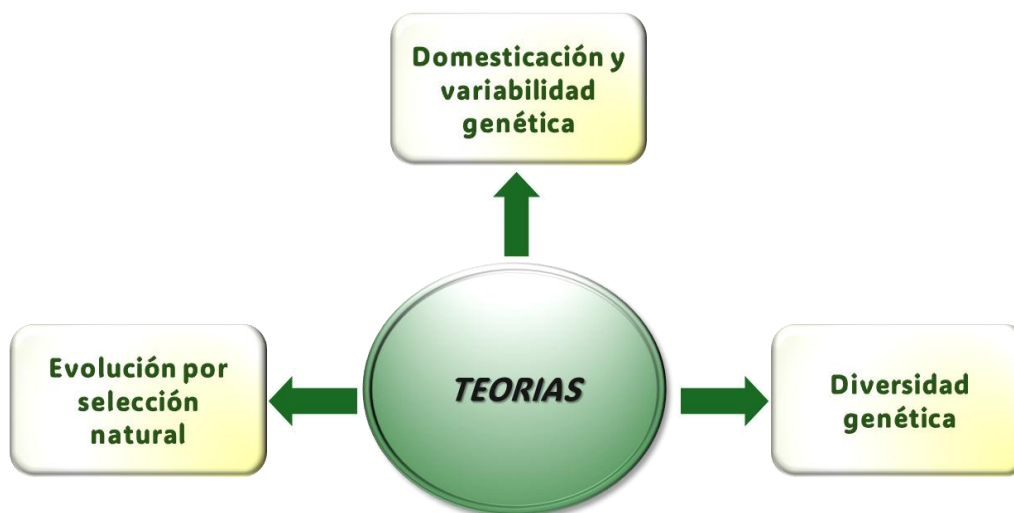 Domesticación y
variabilidad
genética
Evolución por
selección
natural
TEORIAS
Diversidad
genética